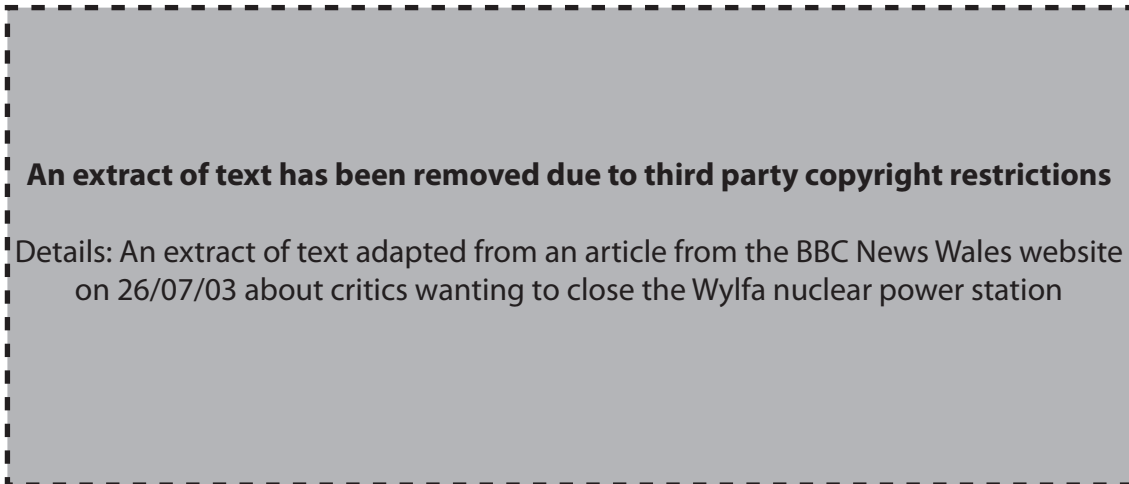 An extract of text has been removed due to third party copyright restrictions
Details: An extract of text adapted from an article from the BBC News Wales website
on 26/07/03 about critics wanting to close the Wylfa nuclear power station